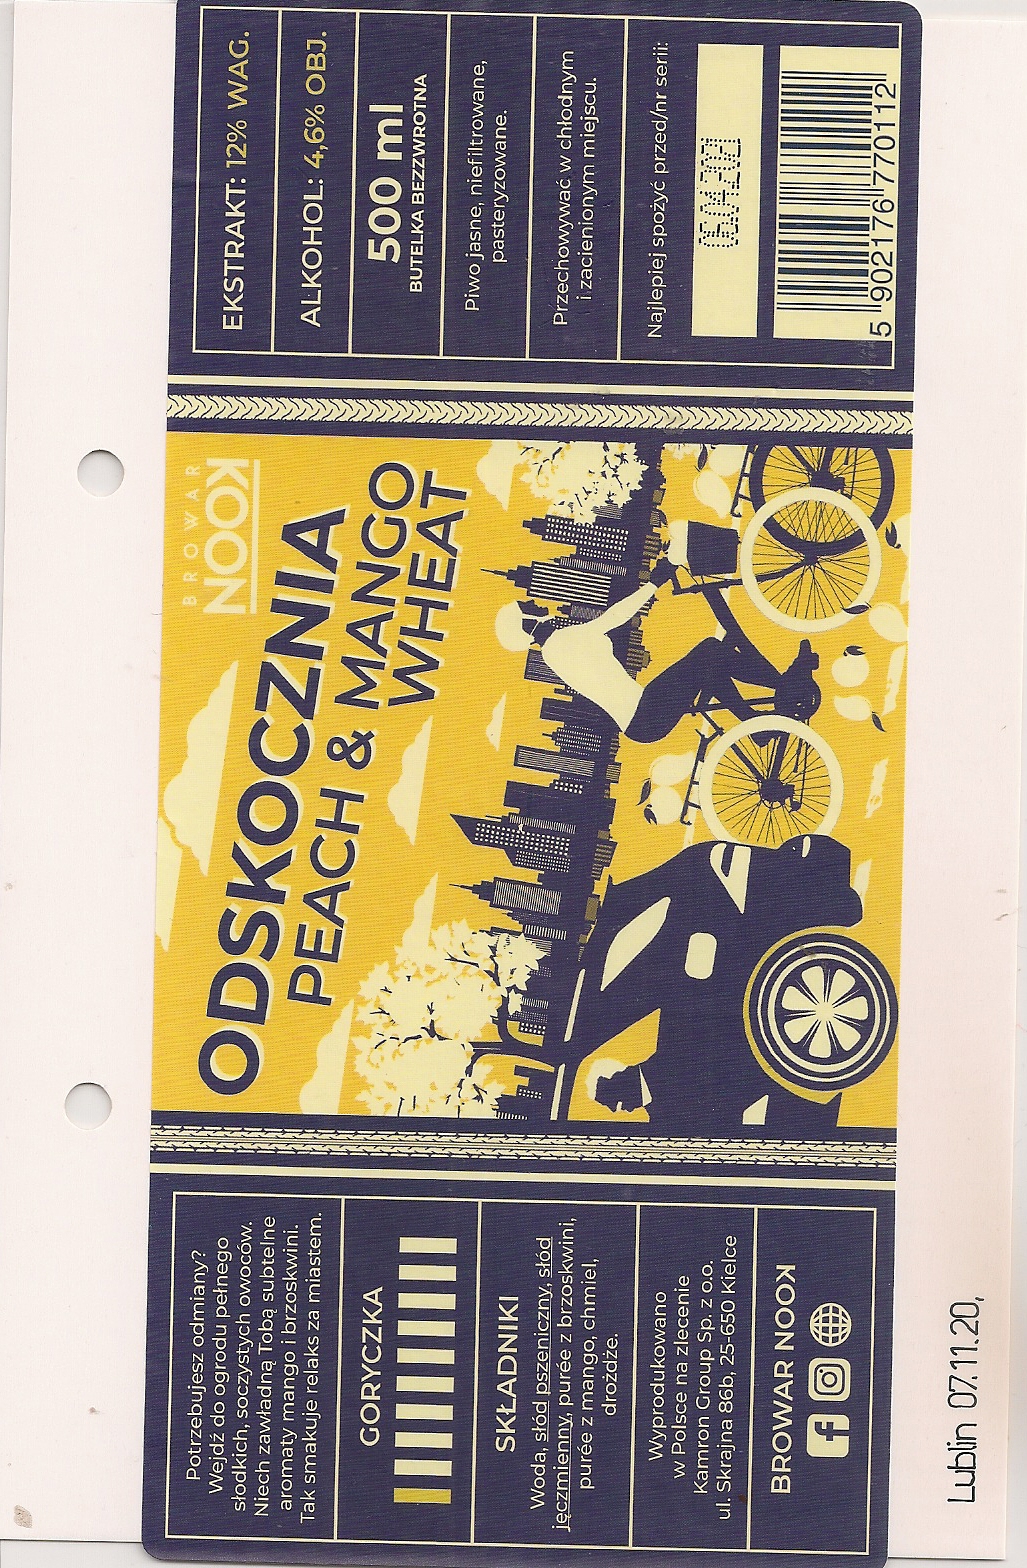 Potrzebujesz odmiany?
Wejdź do ogrodu pełnego
słodkich, soczystych owoców.
Niech zawładną Tobą subtelne
aromaty mango i brzoskwini.
Tak smakuje relaks za miastem.
GORYCZKA
SKŁADNIKI
Woda, słód pszeniczny, słód
jęczmienny, purée z brzoskwini,
purée z mango, chmiel,
drożdże.
Wyprodukowano
w Polsce na zlecenie
Kamron Group Sp. z o.o.
ul. Skrajna 86b, 25-650 Kielce
BROWAR NOOK
BROWAR
NOOK
ODSKOCZNIA
PEACH & MANGO
WHEAT
EKSTRAKT: 12% WAG.
ALKOHOL: 4,6% OBJ.
500 ml
BUTELKA BEZZWROTNA
Piwo jasne, niefiltrowane,
pasteryzowane.
Przechowywać w chłodnym
i zacienionym miejscu.
Najlepiej spożyć przed/nr serii:
5 902176 770112
Lublin 07.11.20,